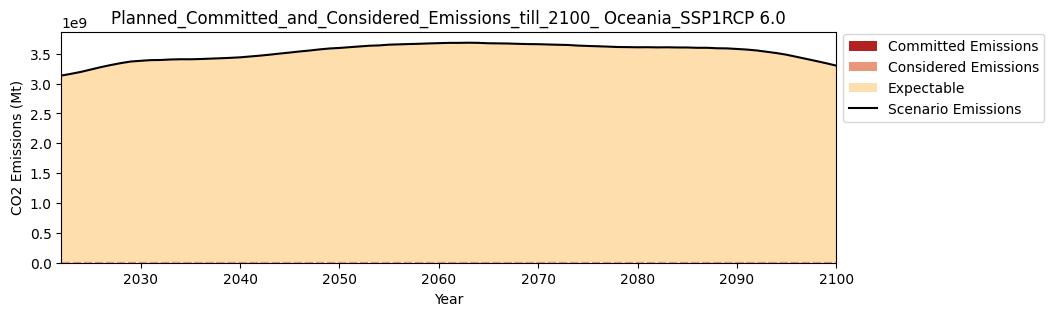 Planned_Committed_and_Considered_Emissions_till_2100_ Oceania_SSP1RCP 6.0
1e9
3.5
3.0
2.5
2.0
1.5
1.0
0.5
0.0
CO2 Emissions (Mt)
2030 2040 2050 2060 2070 2080 2090 2100
Year
Committed Emissions
Considered Emissions
Expectable
Scenario Emissions